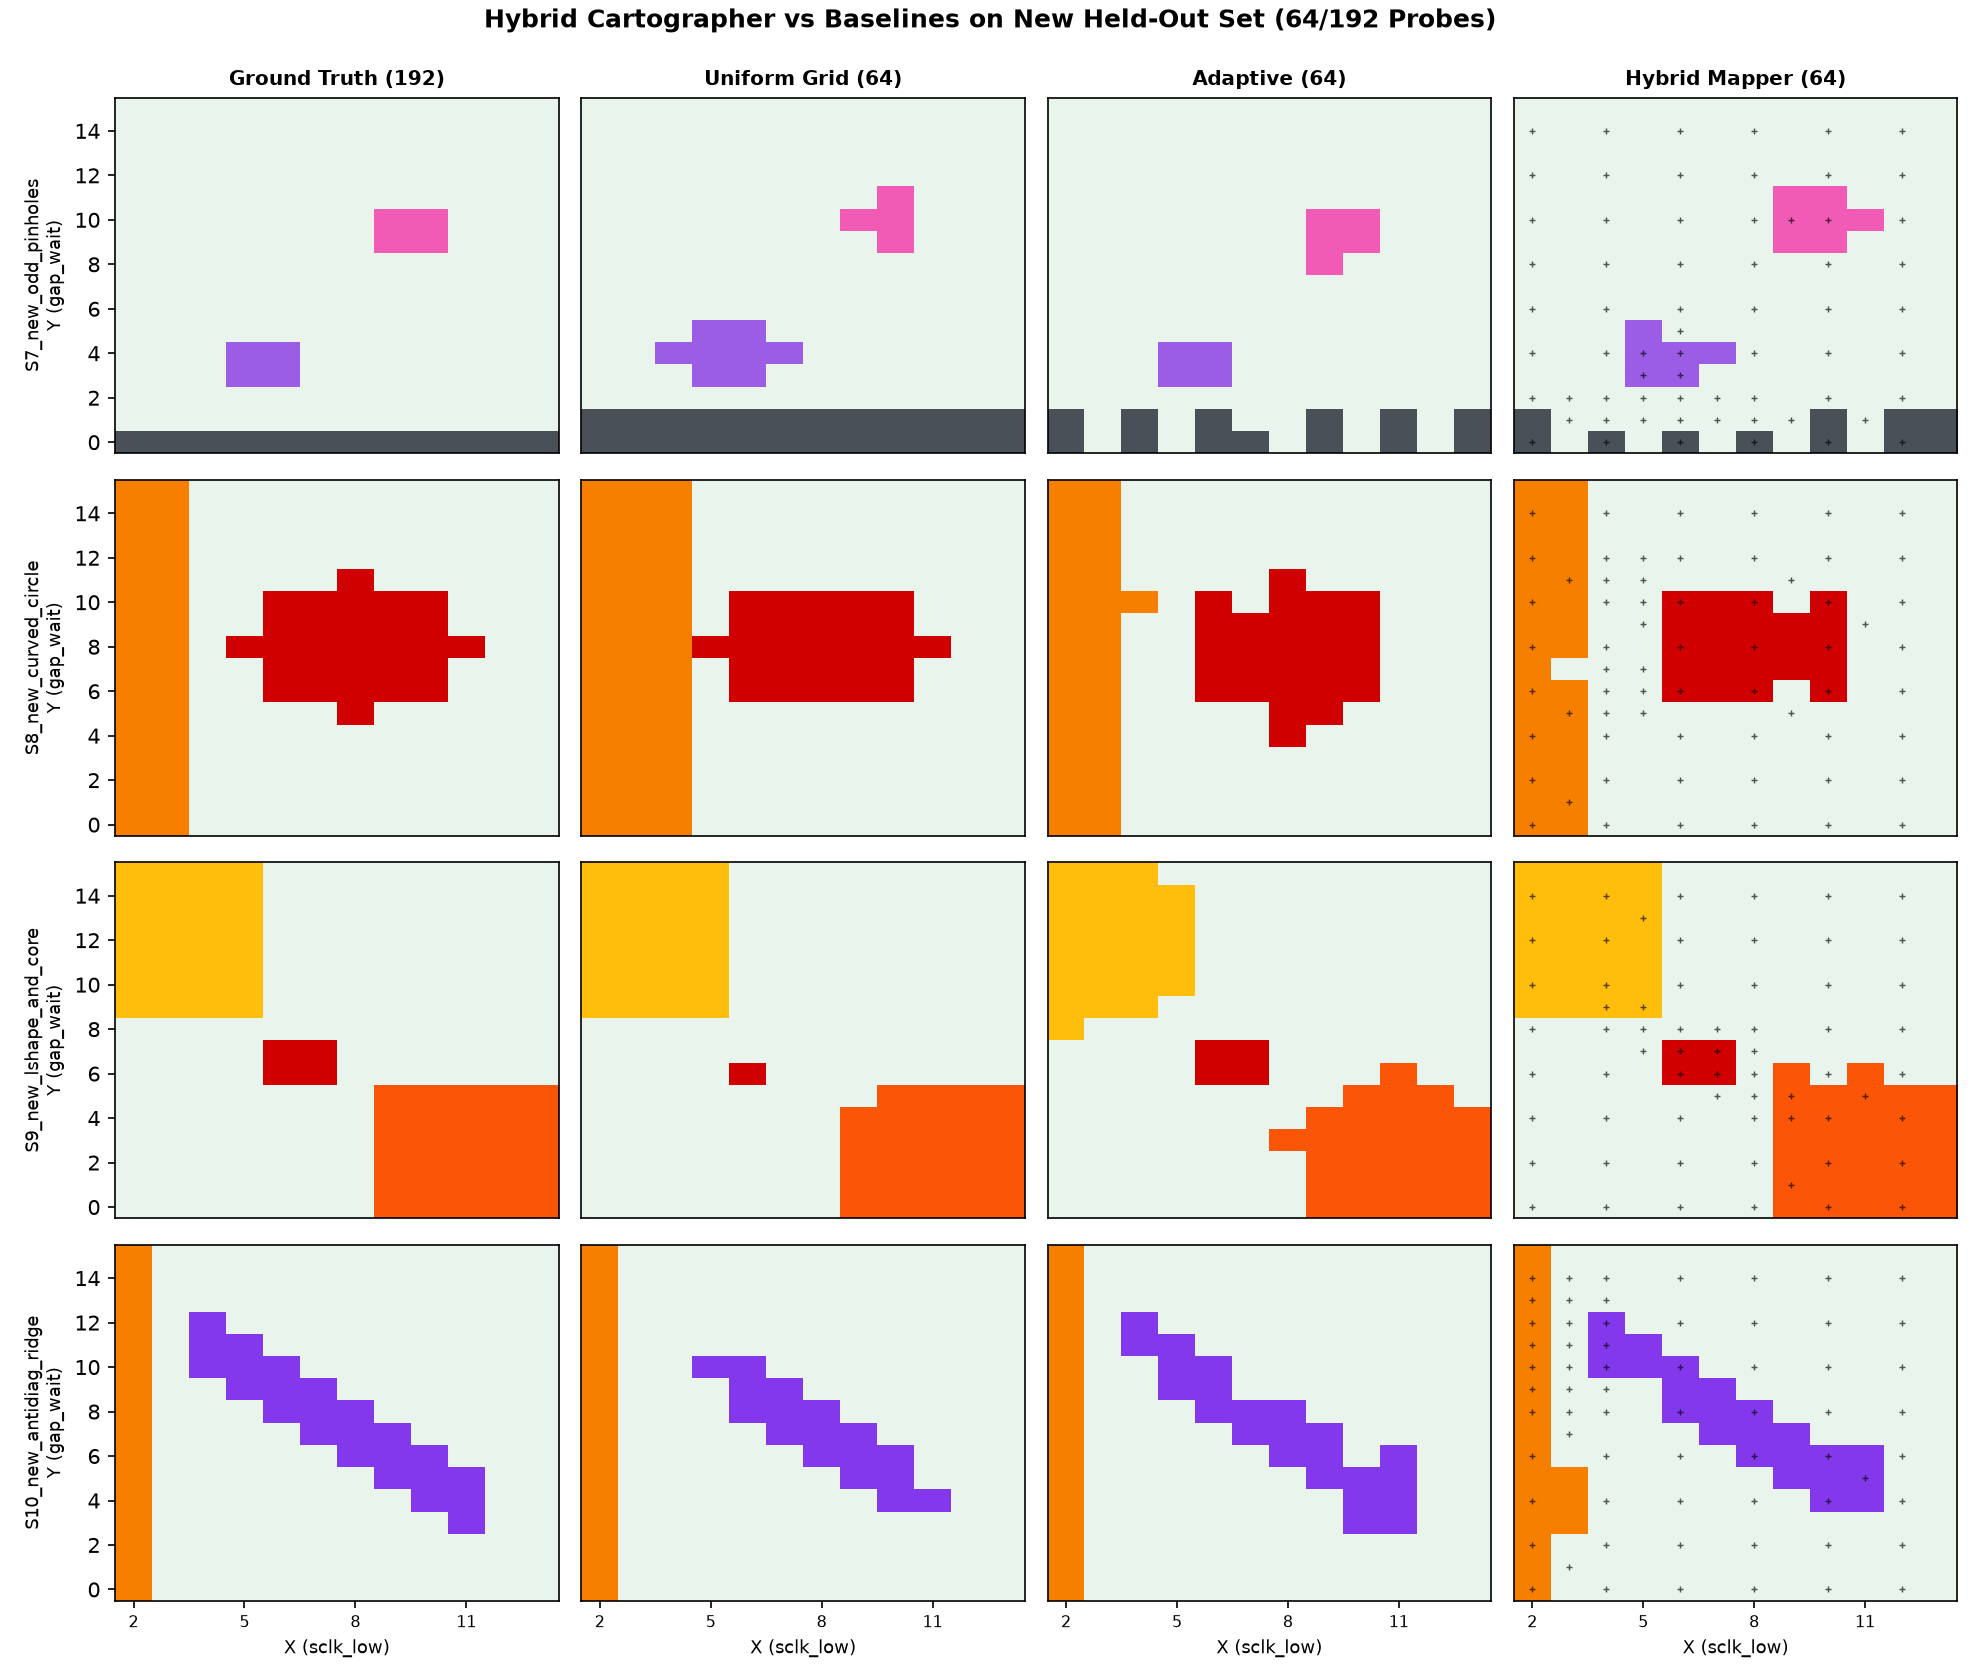 Hybrid Cartographer vs Baselines on New Held-Out Set (64/192 Probes)
Ground Truth (192)
Uniform Grid (64)
Adaptive (64)
Hybrid Mapper (64)
S7_new_odd_pinholes
Y (gap_wait)
14
12
10
8
6
4
2
0
S8_new_curved_circle
Y (gap_wait)
14
12
10
8
6
4
2
0
S9_new_lshape_and_core
Y (gap_wait)
14
12
10
8
6
4
2
0
S10_new_antidiag_ridge
Y (gap_wait)
14
12
10
8
6
4
2
0
2 5 8 11
X (sclk_low)
2 5 8 11
X (sclk_low)
2 5 8 11
X (sclk_low)
2 5 8 11
X (sclk_low)